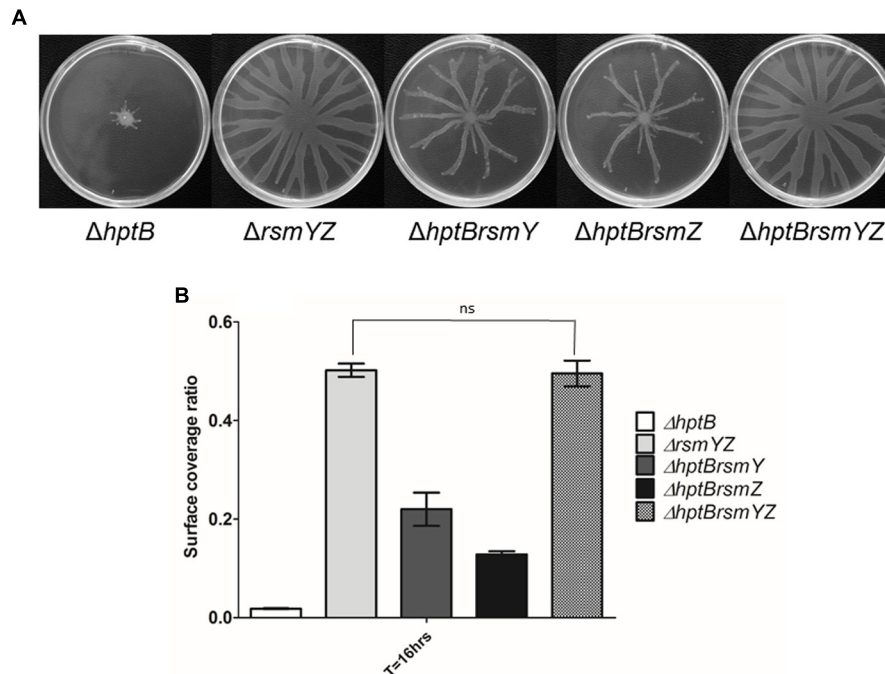 A
ΔhptB ΔrsmYZ ΔhptBrsmY ΔhptBrsmZ ΔhptBrsmYZ
B
ns
0.6
0.4
0.2
0.0
Surface coverage ratio
T=16hrs
ΔhptB
ΔrsmYZ
ΔhptBrsmY
ΔhptBrsmZ
ΔhptBrsmYZ